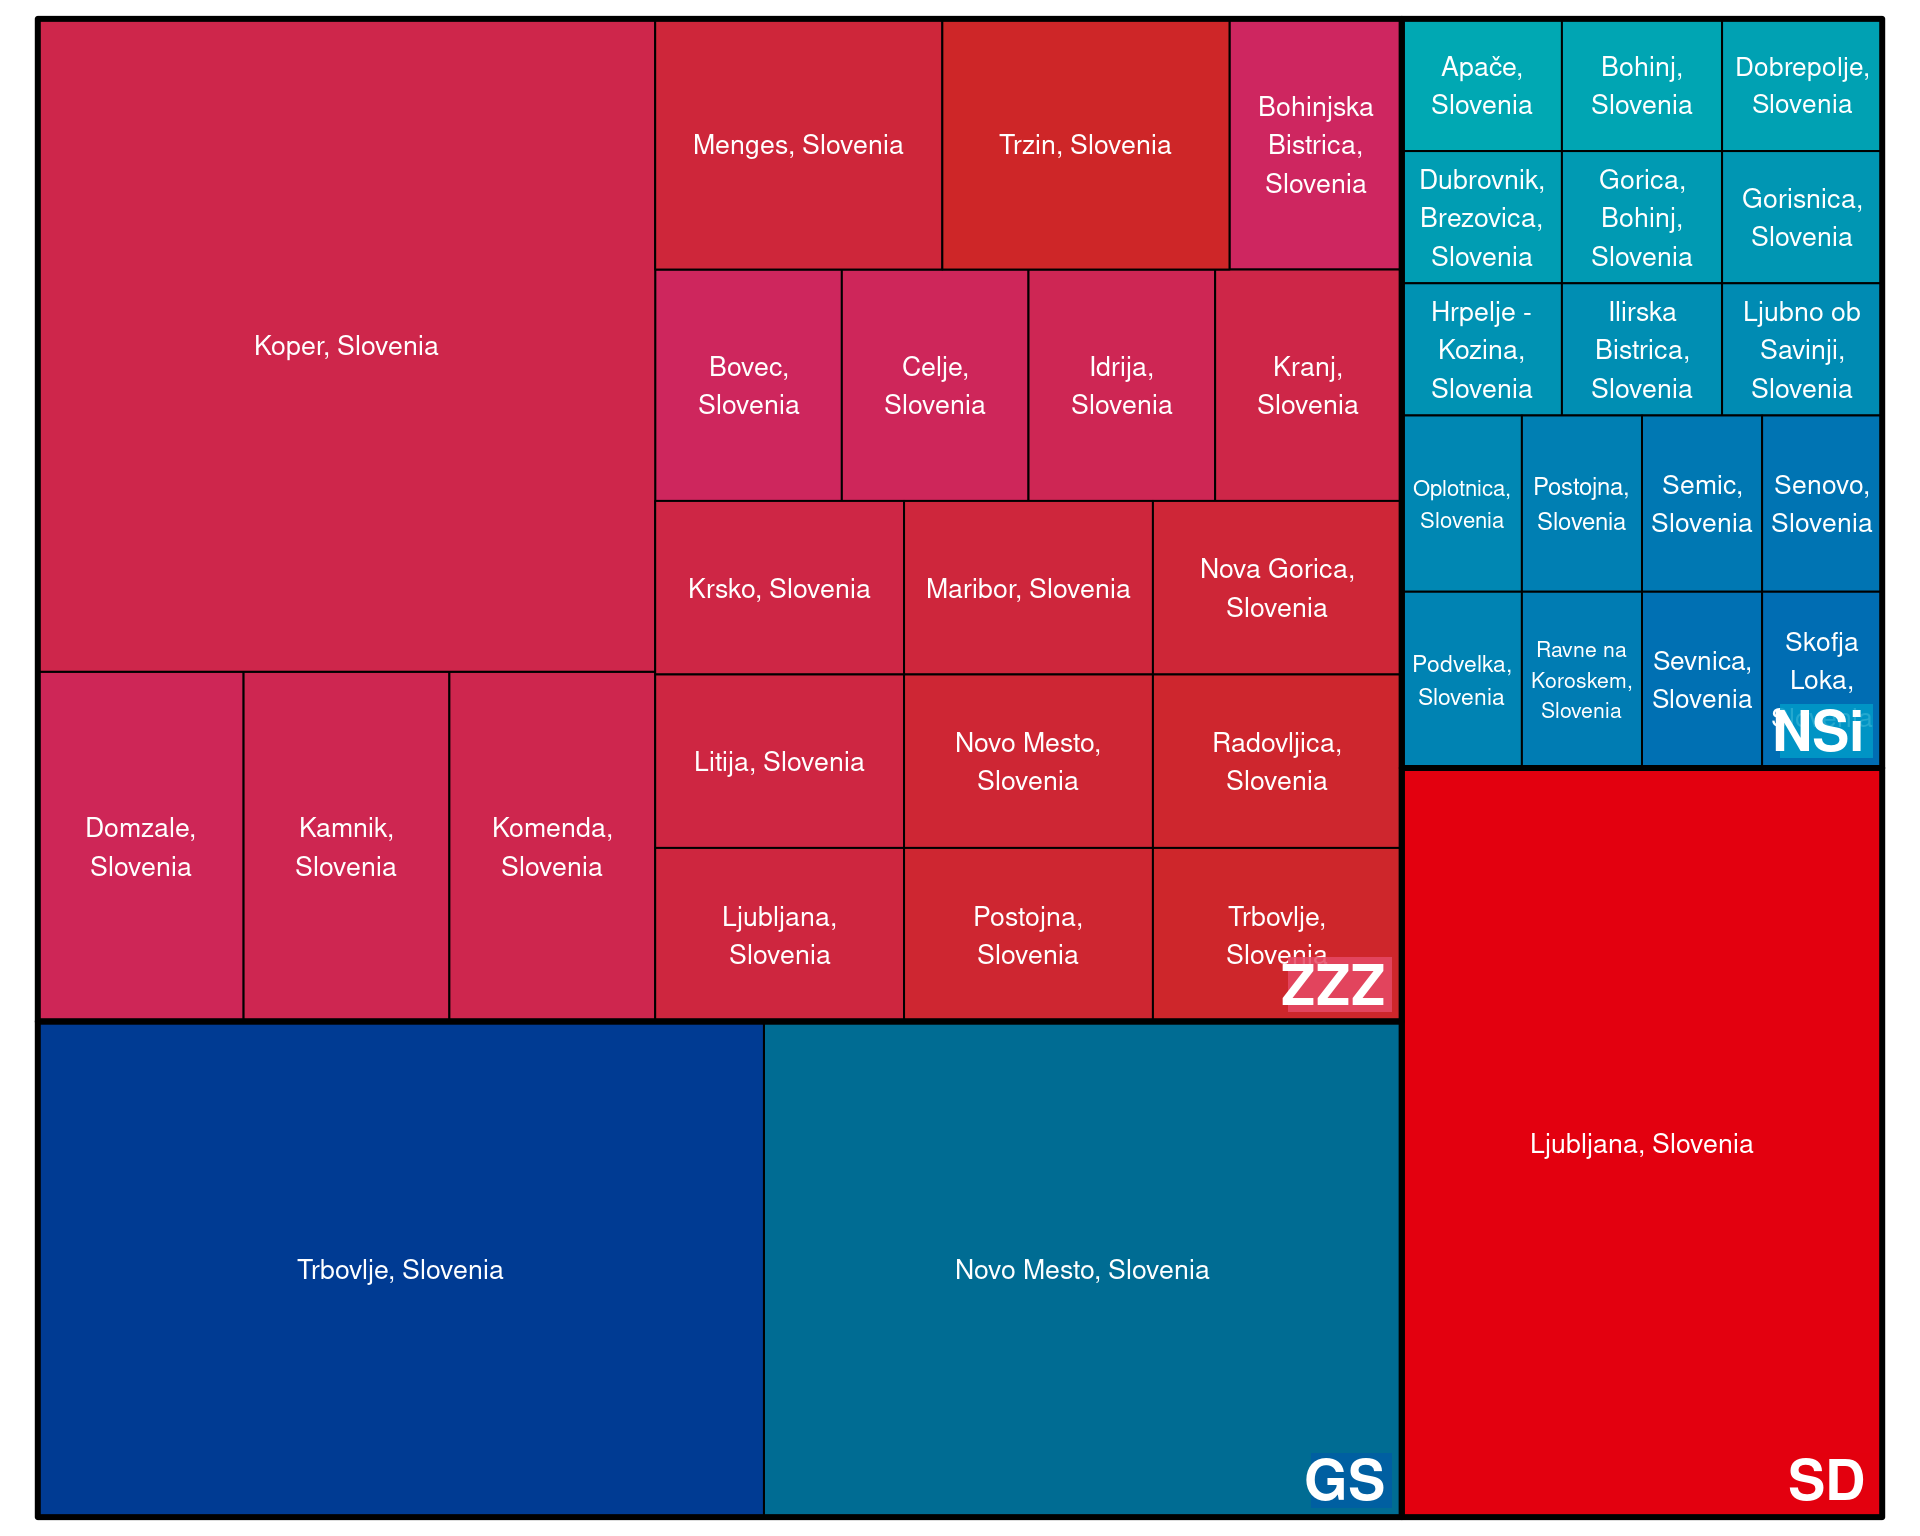 Koper, Slovenia
Menges, Slovenia
Trzin, Slovenia
Bohinjska
Bistrica,
Slovenia
Bovec,
Slovenia
Celje,
Slovenia
Idrija,
Slovenia
Kranj,
Slovenia
Krsko, Slovenia
Maribor, Slovenia
Nova Gorica,
Slovenia
Litija, Slovenia
Novo Mesto,
Slovenia
Radovljica,
Slovenia
Domzale,
Slovenia
Kamnik,
Slovenia
Komenda,
Slovenia
Ljubljana,
Slovenia
Postojna,
Slovenia
Trbovlje,
Slovenia
ZZZ
Apače,
Slovenia
Bohinj,
Slovenia
Dobrepolje,
Slovenia
Dubrovnik,
Brezovica,
Slovenia
Gorica,
Bohinj,
Slovenia
Gorisnica,
Slovenia
Hrpelje -
Kozina,
Slovenia
Ilirska
Bistrica,
Slovenia
Ljubno ob
Savinji,
Slovenia
Oplotnica,
Slovenia
Postojna,
Slovenia
Semic,
Slovenia
Senovo,
Slovenia
Podvelka,
Slovenia
Ravne na
Koroskem,
Slovenia
Sevnica,
Slovenia
Skofja
Loka,
NSi
Trbovlje, Slovenia
Novo Mesto, Slovenia
GS
Ljubljana, Slovenia
SD